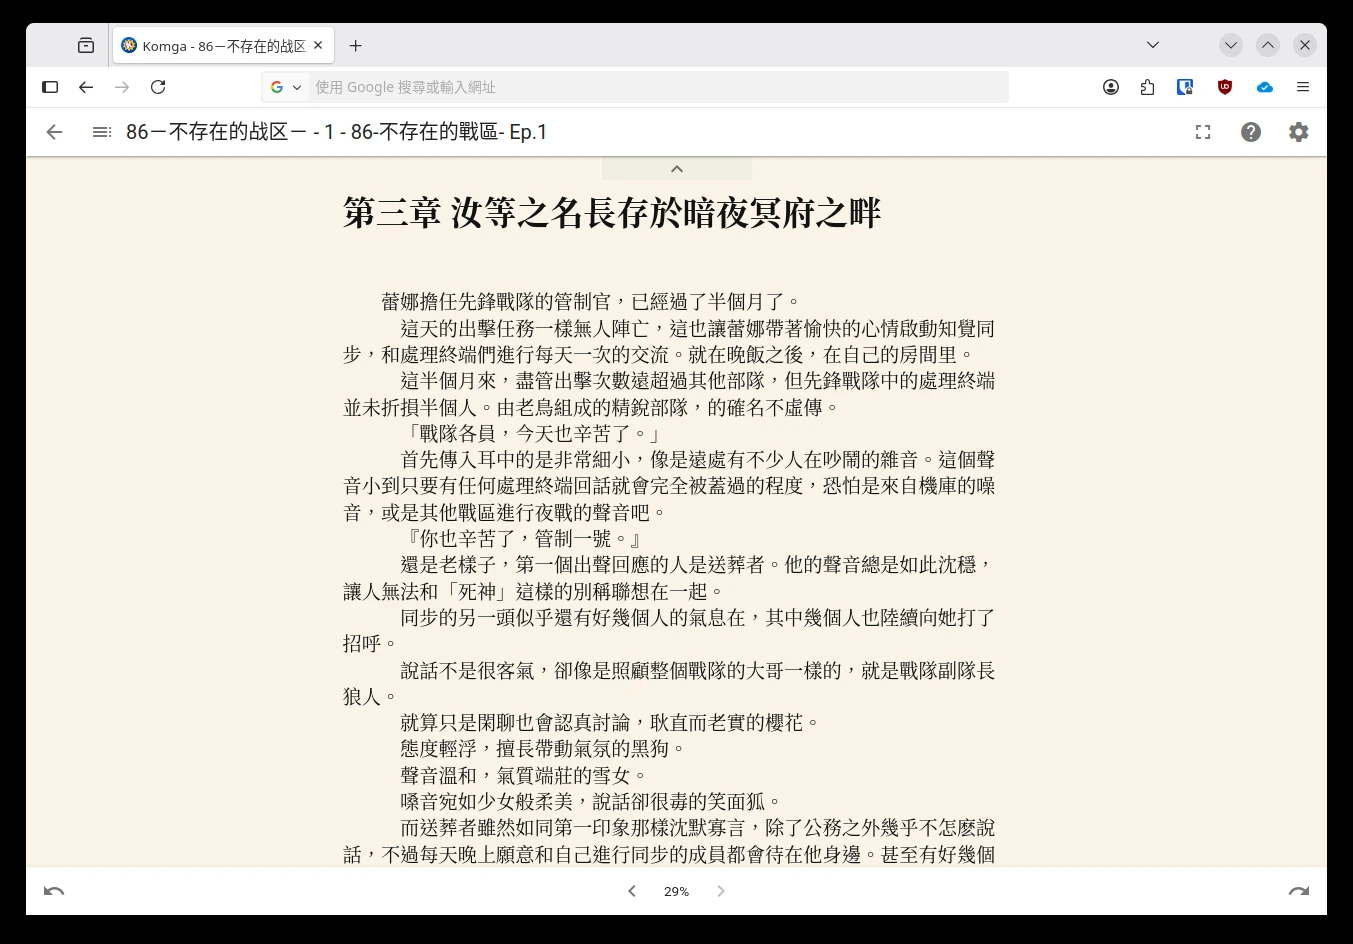 Komga - 86－不存在的战区
使用 Google 搜尋或輸入網址
86－不存在的战区－ - 1 - 86-不存在的戰區- Ep.1
第三章 汝等之名長存於暗夜冥府之畔
蕾娜擔任先鋒戰隊的管制官，已經過了半個月了。
這天的出擊任務一樣無人陣亡，這也讓蕾娜帶著愉快的心情啟動知覺同
步，和處理終端們進行每天一次的交流。就在晚飯之後，在自己的房間里。
這半個月來，盡管出擊次數遠超過其他部隊，但先鋒戰隊中的處理終端
並未折損半個人。由老鳥組成的精銳部隊，的確名不虛傳。
「戰隊各員，今天也辛苦了。」
首先傳入耳中的是非常細小，像是遠處有不少人在吵鬧的雜音。這個聲
音小到只要有任何處理終端回話就會完全被蓋過的程度，恐怕是來自機庫的噪
音，或是其他戰區進行夜戰的聲音吧。
『你也辛苦了，管制一號。』
還是老樣子，第一個出聲回應的人是送葬者。他的聲音總是如此沈穩，
讓人無法和「死神」這樣的別稱聯想在一起。
同步的另一頭似乎還有好幾個人的氣息在，其中幾個人也陸續向她打了
招呼。
說話不是很客氣，卻像是照顧整個戰隊的大哥一樣的，就是戰隊副隊長
狼人。
就算只是閑聊也會認真討論，耿直而老實的櫻花。
態度輕浮，擅長帶動氣氛的黑狗。
聲音溫和，氣質端莊的雪女。
嗓音宛如少女般柔美，說話卻很毒的笑面狐。
而送葬者雖然如同第一印象那樣沈默寡言，除了公務之外幾乎不怎麽說
話，不過每天晚上願意和自己進行同步的成員都會待在他身邊。甚至有好幾個
29%